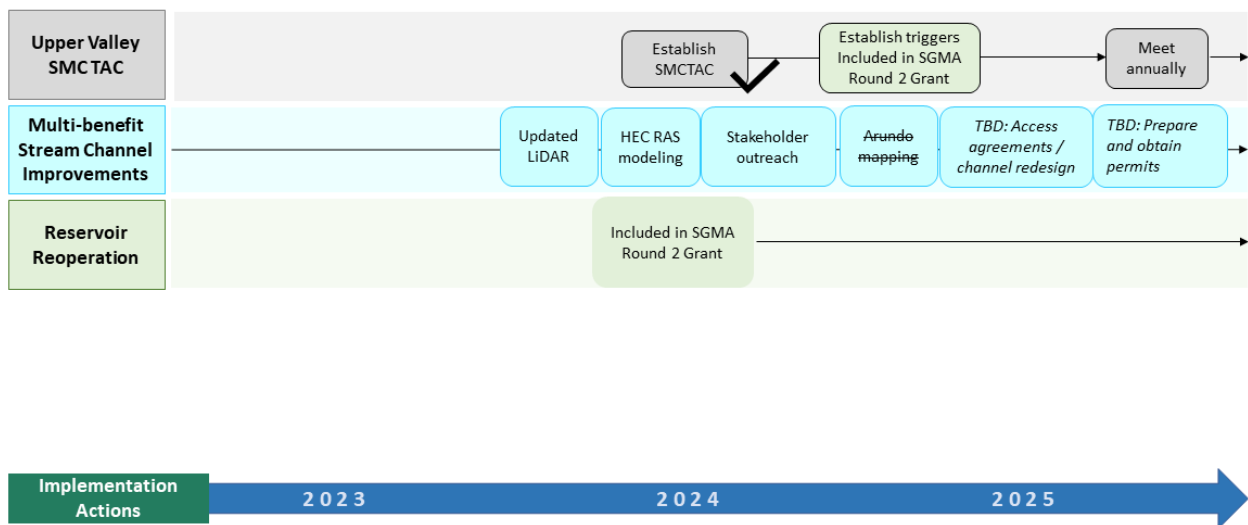 Upper Valley
SMC TAC
Establish
SMCTAC
Establish triggers
Included in SGMA
Round 2 Grant
Meet
annually
Multi-benefit
Stream Channel
Improvements
Updated
LiDAR
HEC RAS
modeling
Stakeholder
outreach
Arundo
mapping
TBD: Access
agreements /
channel redesign
TBD: Prepare
and obtain
permits
Reservoir
Reoperation
Included in SGMA
Round 2 Grant
Implementation
Actions
2023
2024
2025